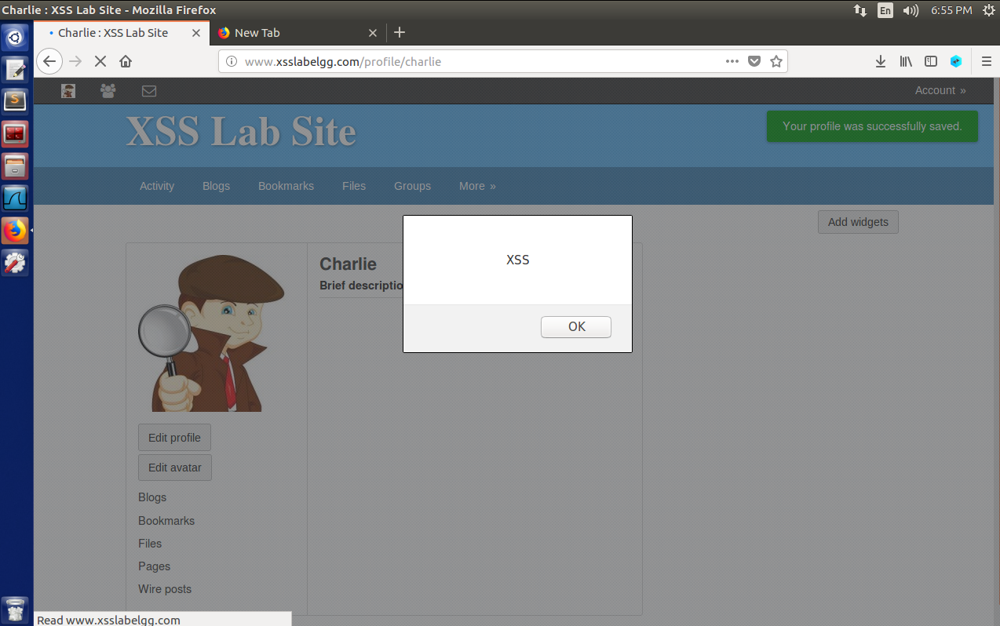 Charlie : XSS Lab Site - Mozilla Firefox
En
6:55 PM
Charlie : XSS Lab Site
New Tab
www.xsslabelgg.com/profile/charlie
Account »
XSS Lab Site
Your profile was successfully saved.
Activity
Blogs
Bookmarks
Files
Groups
More »
Add widgets
Charlie
Brief descriptio
XSS
OK
Edit profile
Edit avatar
Blogs
Bookmarks
Files
Pages
Wire posts
Read www.xsslabelgg.com